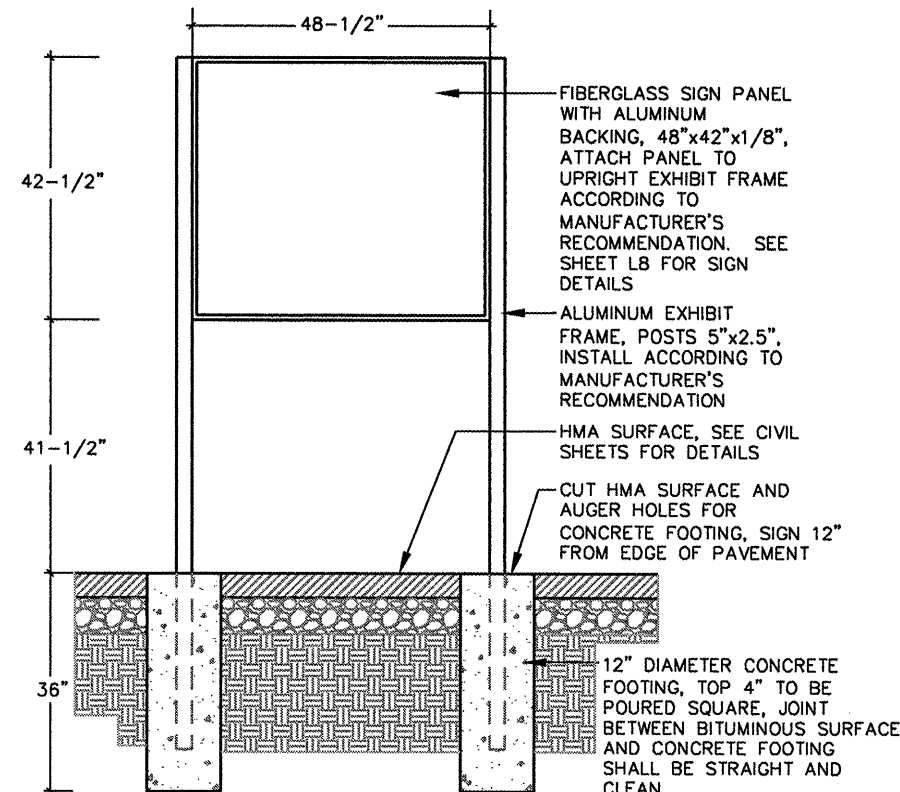 48-1/2"
FIBERGLASS SIGN PANEL
WITH ALUMINUM
BACKING, 48"x42"x1/8",
ATTACH PANEL TO
UPRIGHT EXHIBIT FRAME
ACCORDING TO
MANUFACTURER'S
RECOMMENDATION. SEE
SHEET L8 FOR SIGN
DETAILS
42-1/2"
ALUMINUM EXHIBIT
FRAME, POSTS 5"x2.5",
INSTALL ACCORDING TO
MANUFACTURER'S
RECOMMENDATION
41-1/2"
HMA SURFACE, SEE CIVIL
SHEETS FOR DETAILS
CUT HMA SURFACE AND
AUGER HOLES FOR
CONCRETE FOOTING, SIGN 12"
FROM EDGE OF PAVEMENT
36"
12" DIAMETER CONCRETE
FOOTING, TOP 4" TO BE
POURED SQUARE, JOINT
BETWEEN BITUMINOUS SURFACE
AND CONCRETE FOOTING
SHALL BE STRAIGHT AND
CLEAN